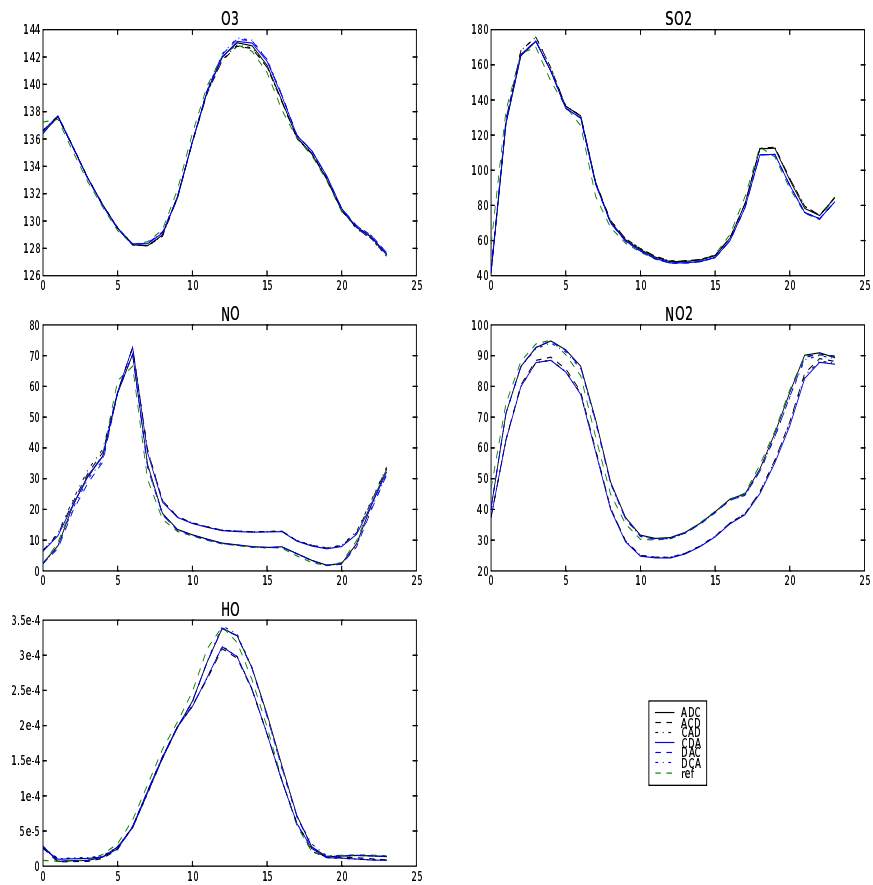 O3
144
142
140
138
136
134
132
130
128
126
0 5 10 15 20 25
SO2
180
160
140
120
100
80
60
40
0 5 10 15 20 25
NO
80
70
60
50
40
30
20
10
0
0 5 10 15 20 25
NO2
100
90
80
70
60
50
40
30
20
0 5 10 15 20 25
HO
3.5e-4
3e-4
2.5e-4
2e-4
1.5e-4
1e-4
5e-5
0
0 5 10 15 20 25
ADC
ACD
CAD
CDA
DAC
DCA
ref